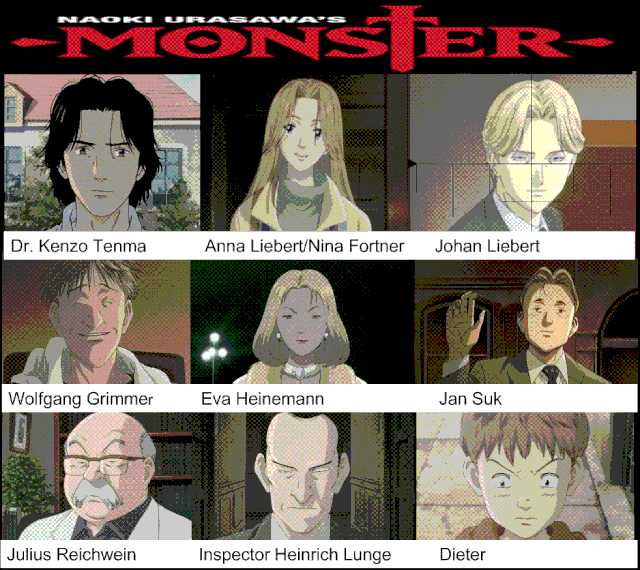 NAOKI URASAWA'S
MONSTER
Dr. Kenzo Tenma
Anna Liebert/Nina Fortner
Johan Liebert
Wolfgang Grimmer
Eva Heinemann
Jan Suk
Julius Reichwein
Inspector Heinrich Lunge
Dieter